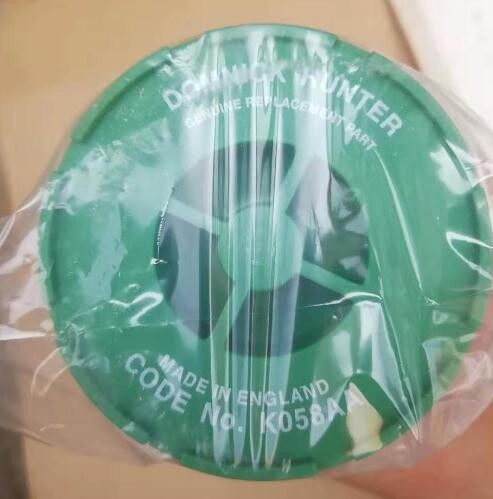 DOMNICK HUNTER
GENUINE REPLACEMENT PART
MADE IN ENGLAND
CODE No. K058AA